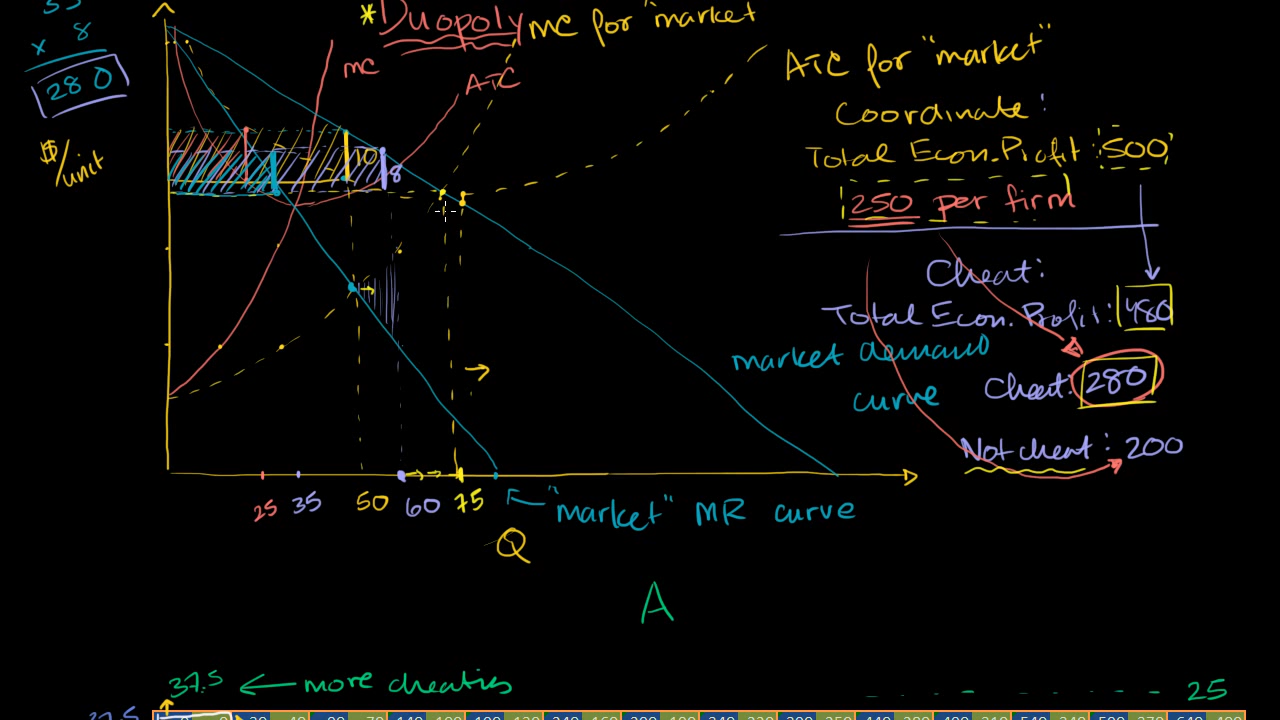 x 8
280
$/unit
*Duopoly
MC for "market
MC
ATC
ATC for "market"
Coordinate:
Total Econ. Profit: 500
250 per firm
Cheat:
Total Econ. Profit: 480
Cheat: 280
Not cheat: 200
market demand
curve
10
8
25 35 50 60 75
"market" MR curve
Q
A
37.5 ← more cheating
25